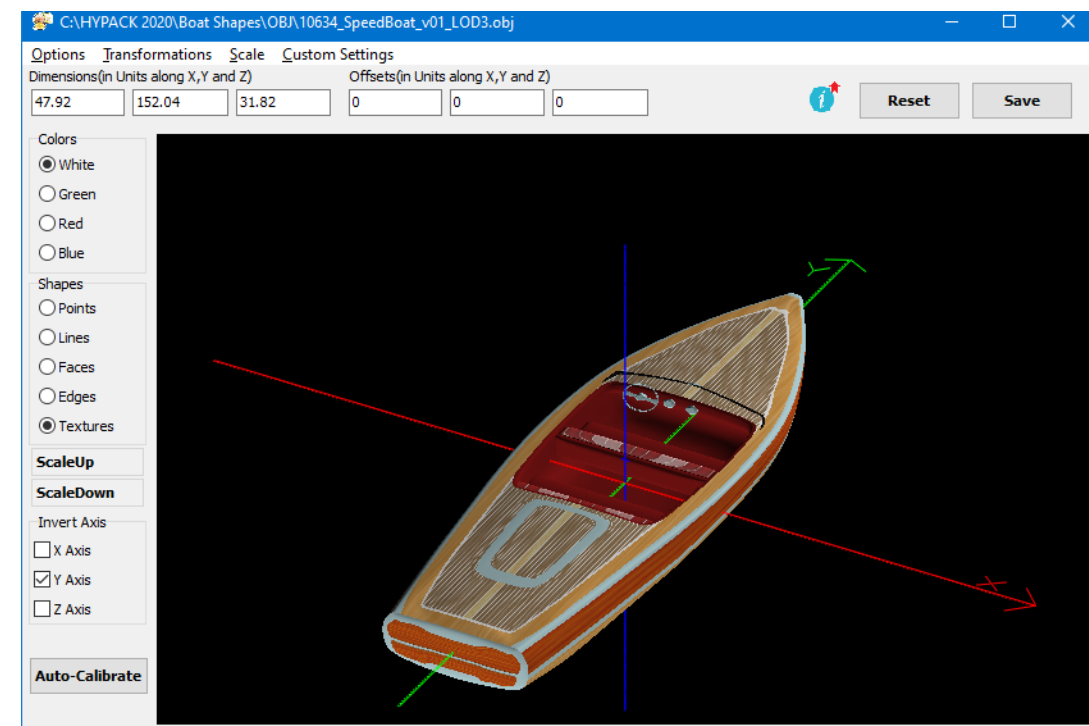 C:\HYPACK 2020\Boat Shapes\OBJ\10634_SpeedBoat_v01_LOD3.obj
Options Transformations Scale Custom Settings
Dimensions(in Units along X,Y and Z) Offsets(in Units along X,Y and Z)
47.92 152.04 31.82 0 0 0 i Reset Save
Colors
White
Green
Red
Blue
Shapes
Points
Lines
Faces
Edges
Textures
ScaleUp
ScaleDown
Invert Axis
X Axis
Y Axis
Z Axis
Auto-Calibrate
Y
X